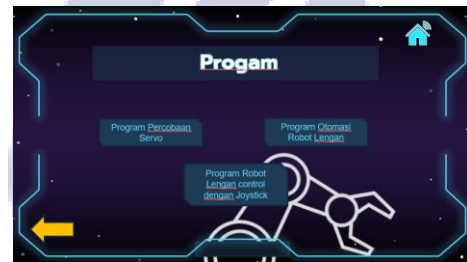 Progam
Program Percobaan
Servo
Program Otomasi
Robot Lengan
Program Robot
Lengan control
dengan Joystick